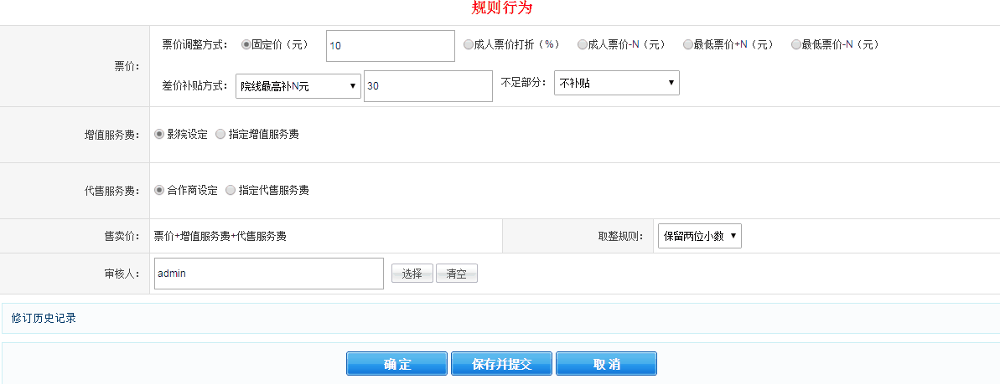 规则行为
票价： 票价调整方式： 固定价（元） 10 成人票价打折（%） 成人票价-N（元） 最低票价+N（元） 最低票价-N（元）
差价补贴方式： 院线最高补N元 30 不足部分： 不补贴
增值服务费： 影院设定 指定增值服务费
代售服务费： 合作商设定 指定代售服务费
售卖价： 票价+增值服务费+代售服务费 取整规则： 保留两位小数
审核人： admin 选择 清空
修订历史记录
确 定 保存并提交 取 消